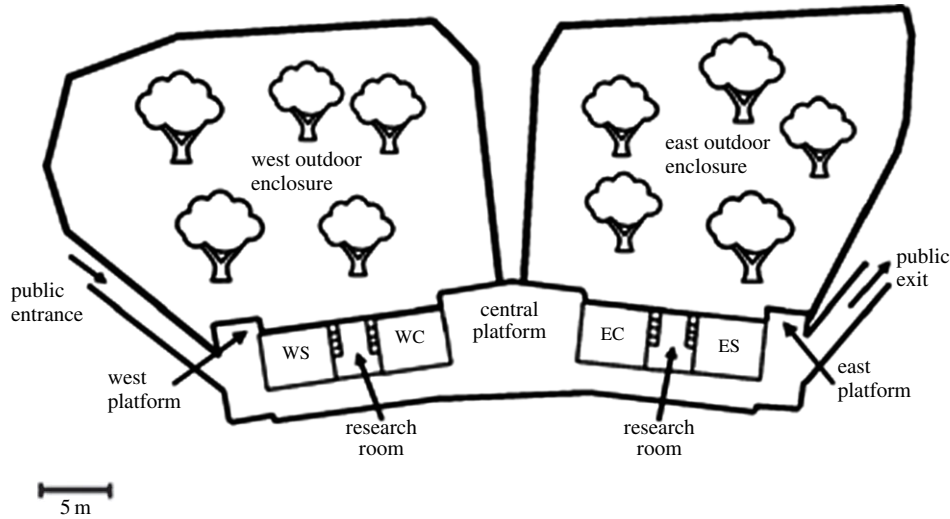 west outdoor
enclosure
east outdoor
enclosure
public
entrance
public
exit
central
platform
WS
WC
EC
ES
west
platform
east
platform
research
room
research
room
5 m